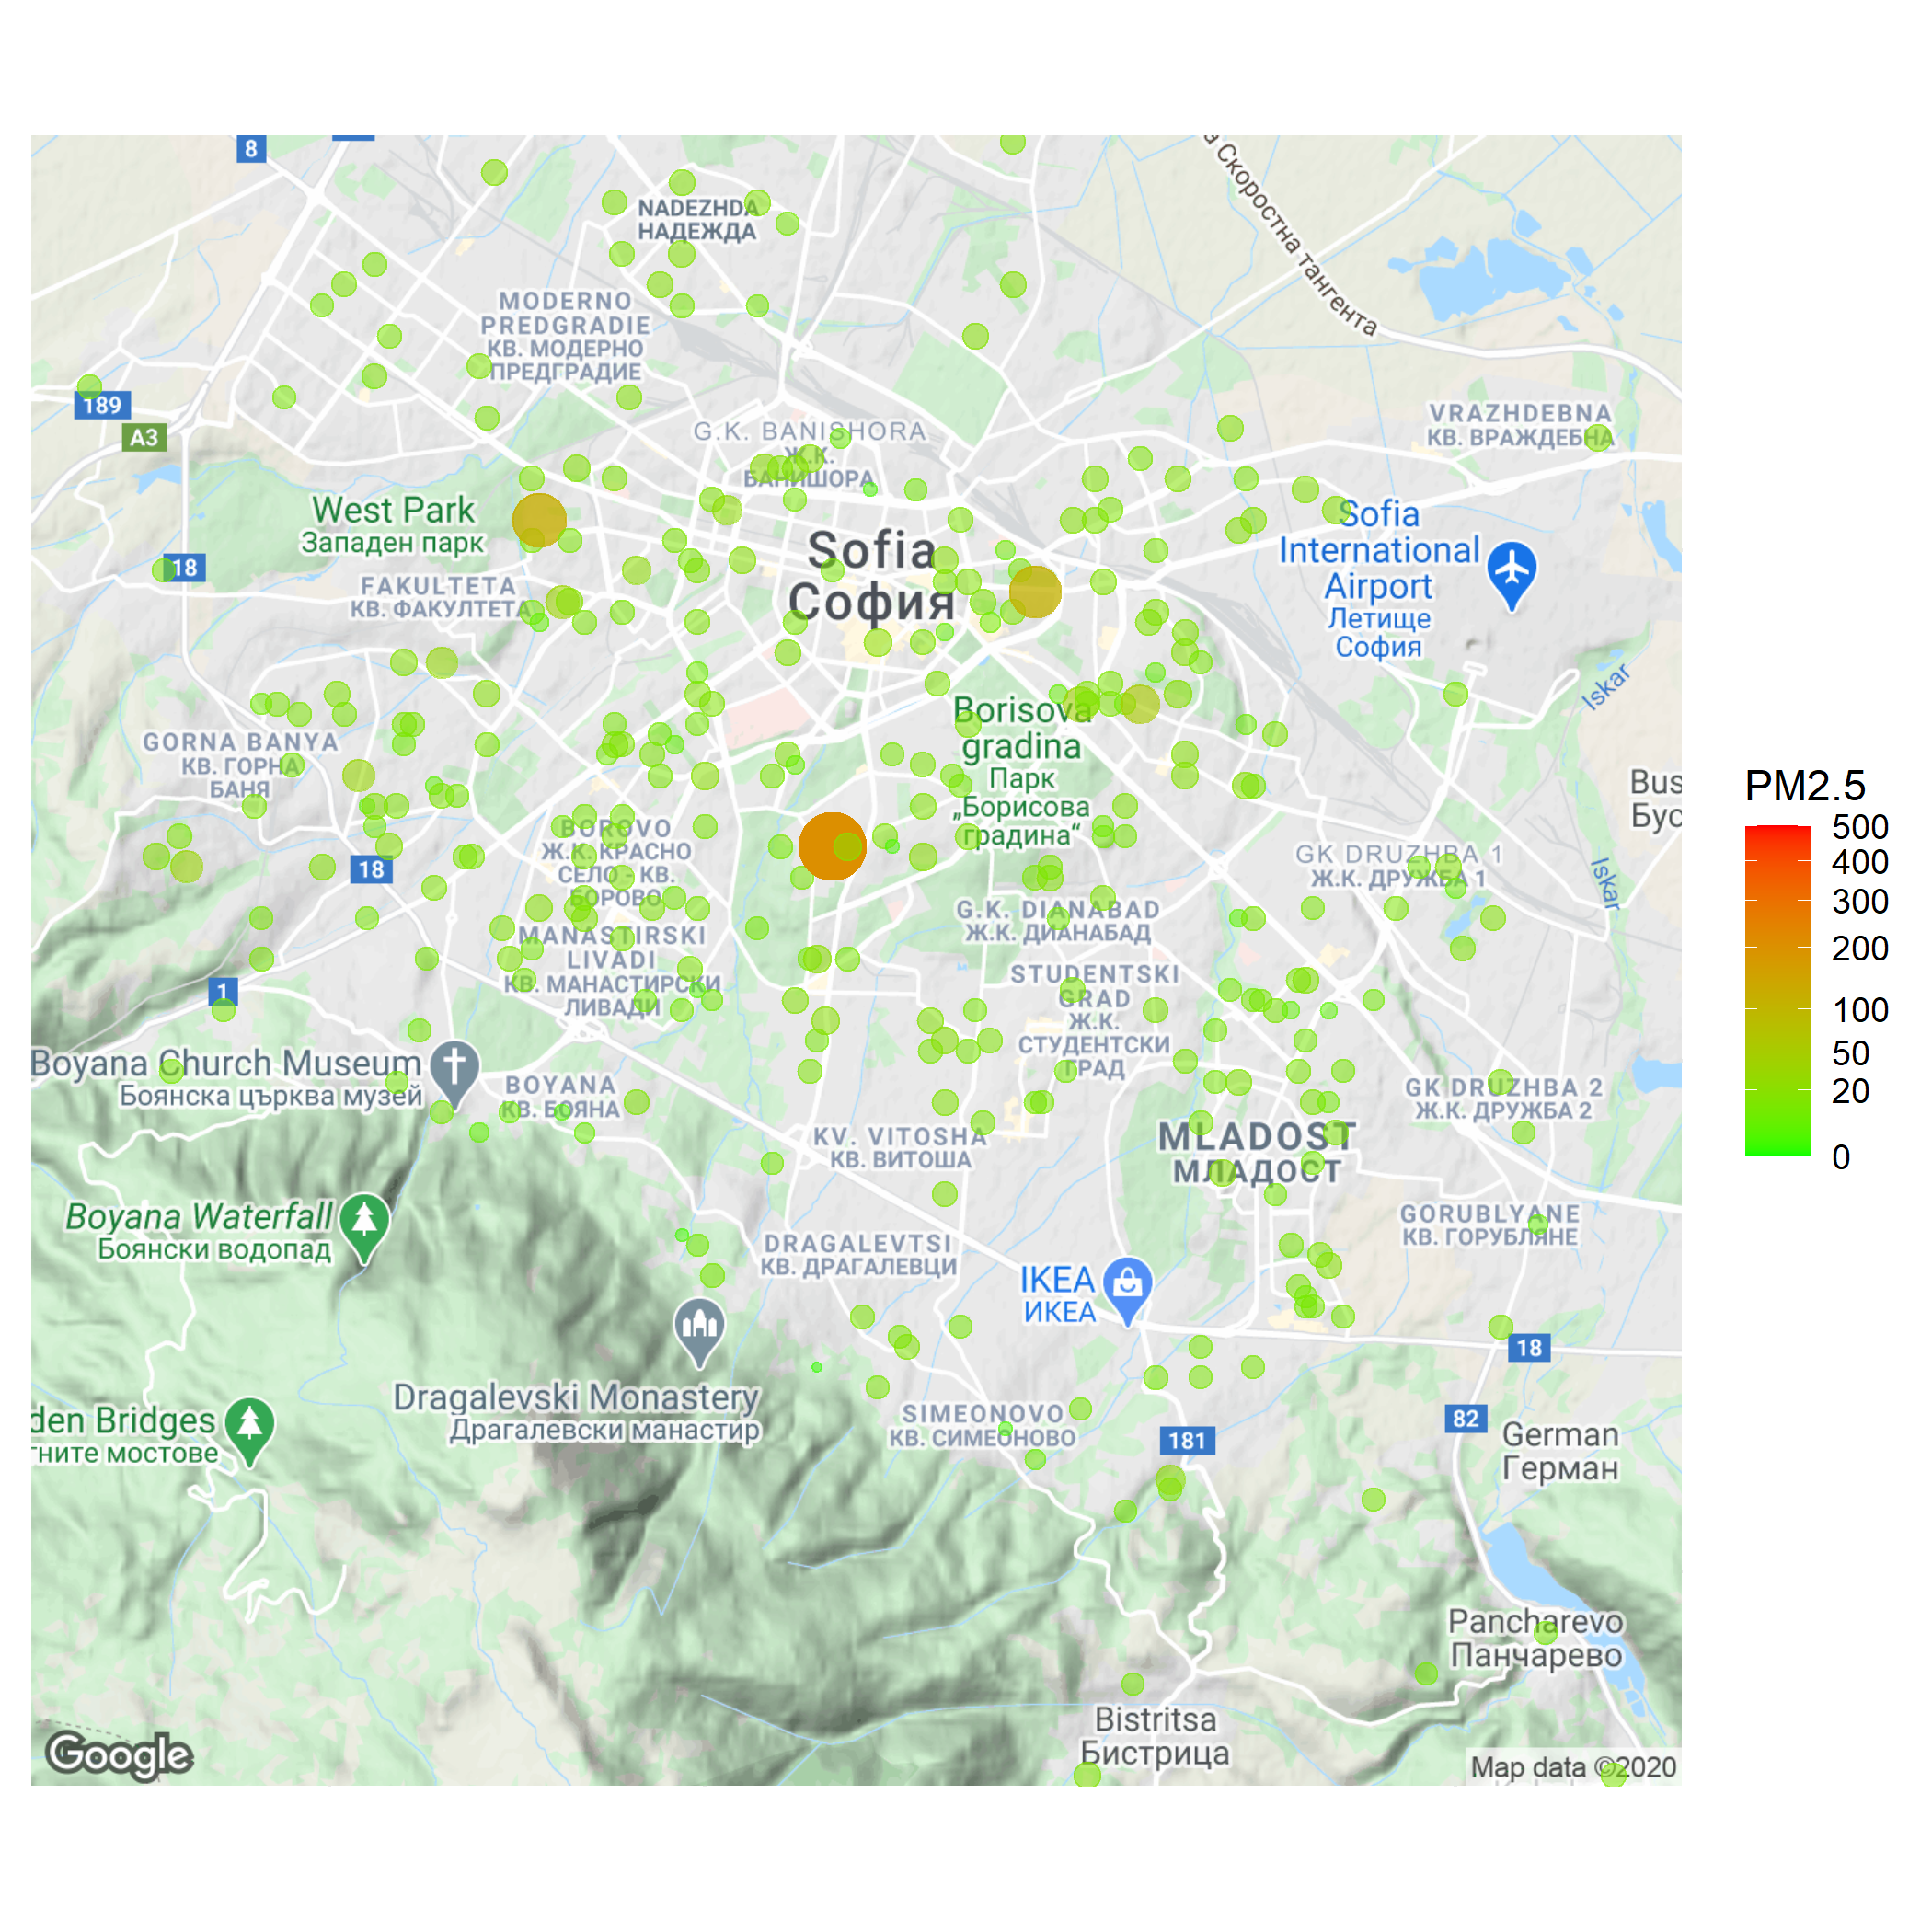 8
а Скоростна тангента
NADEZHDA
НАДЕЖДА
MODERNO
PREDGRADIE
КВ. МОДЕРНО
ПРЕДГРАДИЕ
189
A3
G.K. BANISHORA
Ж.К.
БАНИШОРА
VRAZHDEBNA
КВ. ВРАЖДЕБНА
West Park
Западен парк
Sofia
София
Sofia
International
Airport
Летище
София
18
FAKULTETA
КВ. ФАКУЛТЕТА
Iskar
Borisova
gradina
Парк
„Борисова
градина“
GORNA BANYA
КВ. ГОРНА
БАНЯ
Bus
Бус
PM2.5
500
400
300
200
100
50
20
0
BOROVO
Ж.К. КРАСНО
СЕЛО - КВ.
БОРОВО
18
GK DRUZHBA 1
Ж.К. ДРУЖБА 1
Iskar
G.K. DIANABAD
Ж.К. ДИАНАБАД
MANASTIRSKI
LIVADI
КВ. МАНАСТИРСКИ
ЛИВАДИ
1
STUDENTSKI
GRAD
Ж.К.
СТУДЕНТСКИ
ГРАД
Boyana Church Museum
Боянска църква музей
BOYANA
КВ. БОЯНА
GK DRUZHBA 2
Ж.К. ДРУЖБА 2
KV. VITOSHA
КВ. ВИТОША
MLADOST
МЛАДОСТ
Boyana Waterfall
Боянски водопад
GORUBLYANE
КВ. ГОРУБЛЯНЕ
DRAGALEVTSI
КВ. ДРАГАЛЕВЦИ
IKEA
ИКЕА
18
Dragalevski Monastery
Драгалевски манастир
den Bridges
гните мостове
SIMEONOVO
КВ. СИМЕОНОВО
181
82
German
Герман
Pancharevo
Панчарево
Bistritsa
Бистрица
Google
Map data ©2020